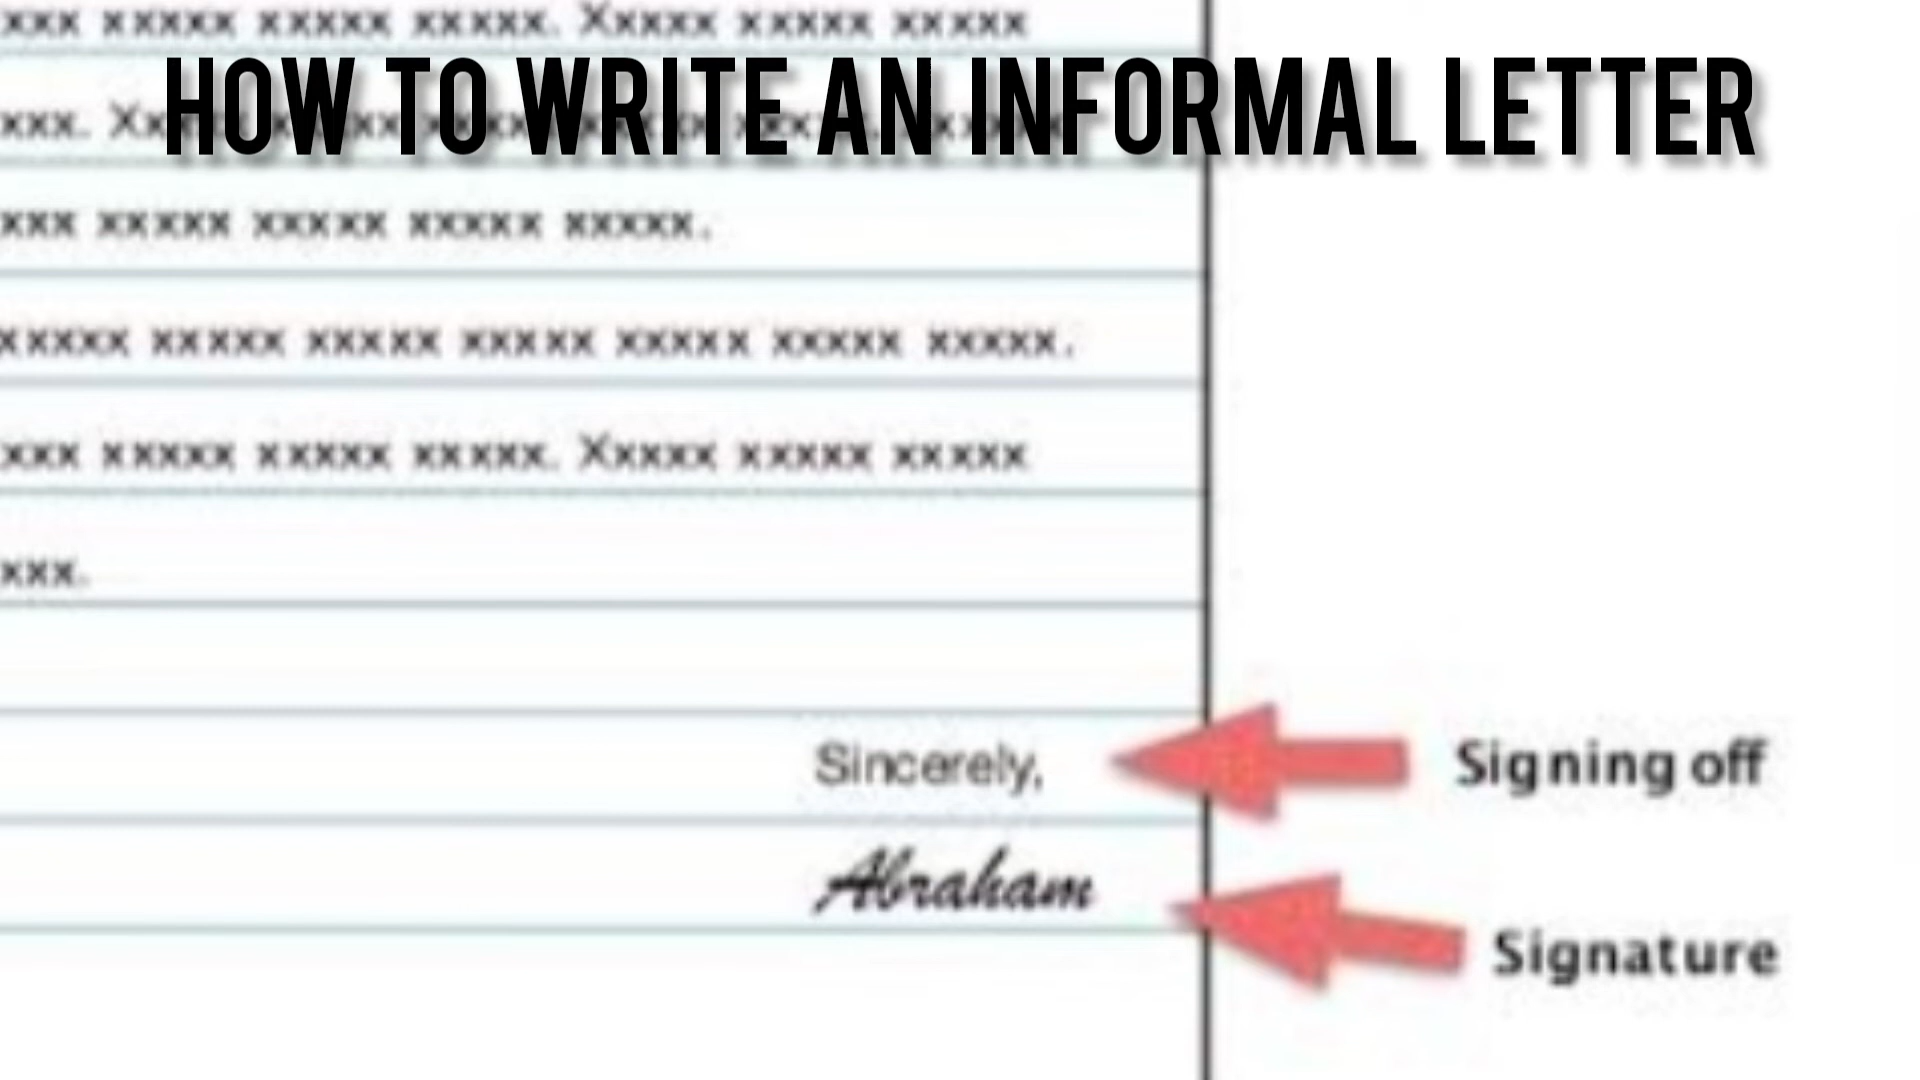 xxx xxxxx xxxxx xxxxx. Xxxxx xxxxx xxxxx
HOW TO WRITE AN INFORMAL LETTER
xxx.
xxx xxxxx xxxxx xxxxx xxxxx.
xxxxx xxxxx xxxxx xxxxx xxxxx xxxxx xxxxx.
xxx xxxxx xxxxx xxxxx. Xxxxx xxxxx xxxxx
xxx.
Sincerely,
Signing off
Abraham
Signature